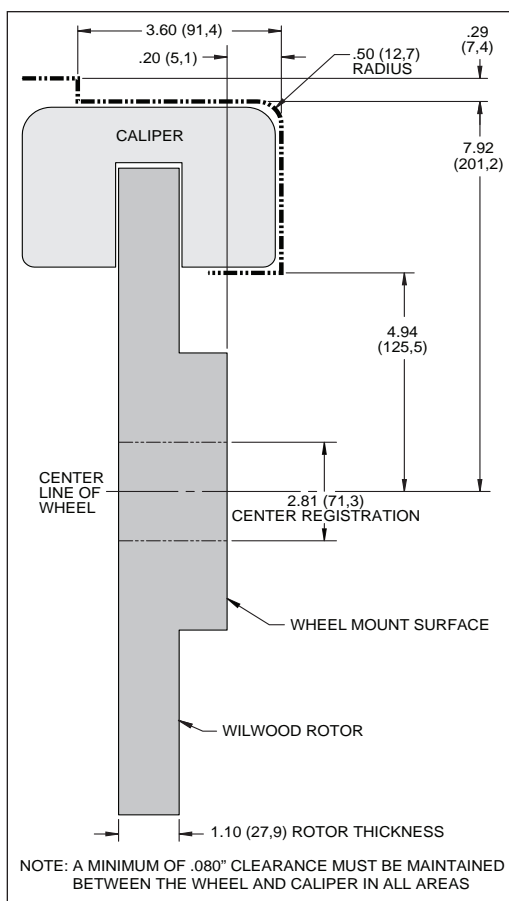 3.60 (91,4)
.20 (5,1)
.50 (12,7)
RADIUS
.29
(7,4)
CALIPER
7.92
(201,2)
4.94
(125,5)
CENTER
LINE OF
WHEEL
2.81 (71,3)
CENTER REGISTRATION
WHEEL MOUNT SURFACE
WILWOOD ROTOR
1.10 (27,9) ROTOR THICKNESS
NOTE: A MINIMUM OF .080" CLEARANCE MUST BE MAINTAINED
BETWEEN THE WHEEL AND CALIPER IN ALL AREAS